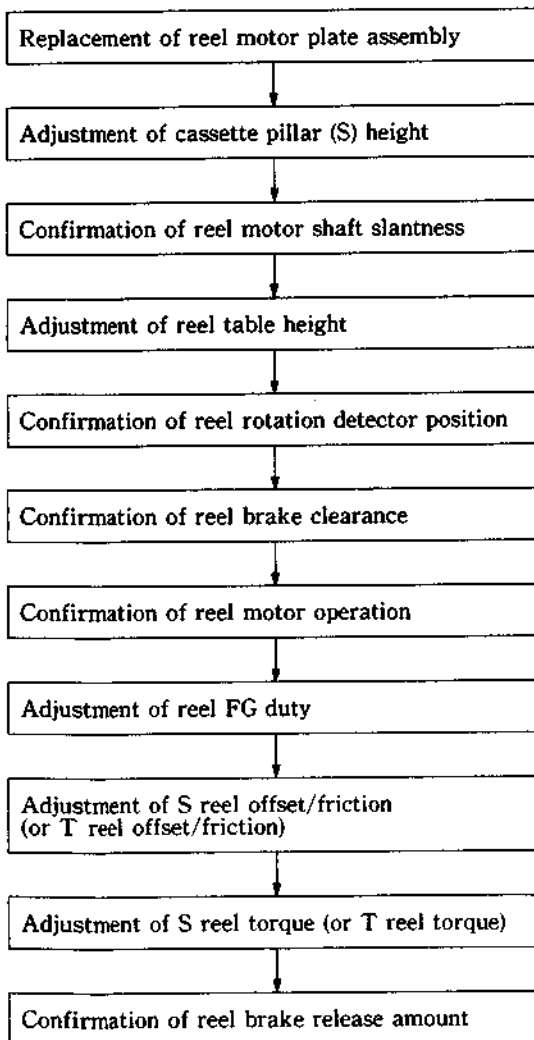 Replacement of reel motor plate assembly
Adjustment of cassette pillar (S) height
Confirmation of reel motor shaft slantness
Adjustment of reel table height
Confirmation of reel rotation detector position
Confirmation of reel brake clearance
Confirmation of reel motor operation
Adjustment of reel FG duty
Adjustment of S reel offset/friction
(or T reel offset/friction)
Adjustment of S reel torque (or T reel torque)
Confirmation of reel brake release amount